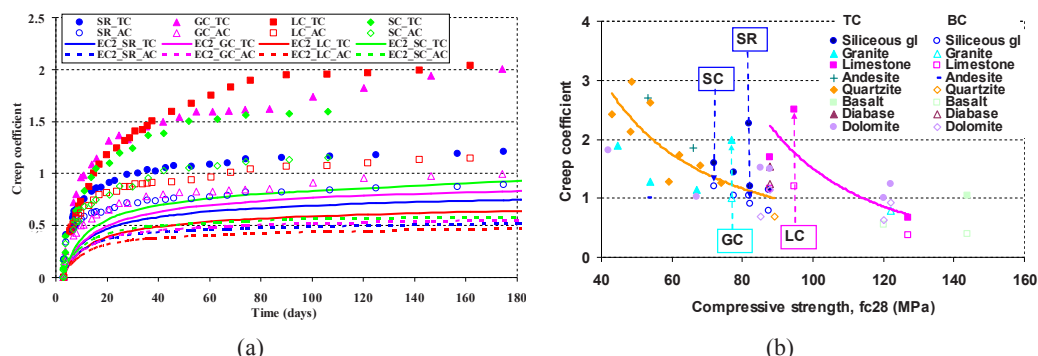 SR_TC GC_TC LC_TC SC_TC
SR_AC GC_AC LC_AC SC_AC
EC2_SR_TC EC2_GC_TC EC2_LC_TC EC2_SC_TC
EC2_SR_AC EC2_GC_AC EC2_LC_AC EC2_SC_AC
2.5
2
1.5
1
0.5
0
Creep coefficient
0 20 40 60 80 100 120 140 160 180
Time (days)
(a)
4
3
2
1
0
Creep coefficient
TC BC
Siliceous gl Siliceous gl
Granite Granite
Limestone Limestone
Andesite Andesite
Quartzite Quartzite
Basalt Basalt
Diabase Diabase
Dolomite Dolomite
SR
SC
GC
LC
40 60 80 100 120 140 160
Compressive strength, fc28 (MPa)
(b)